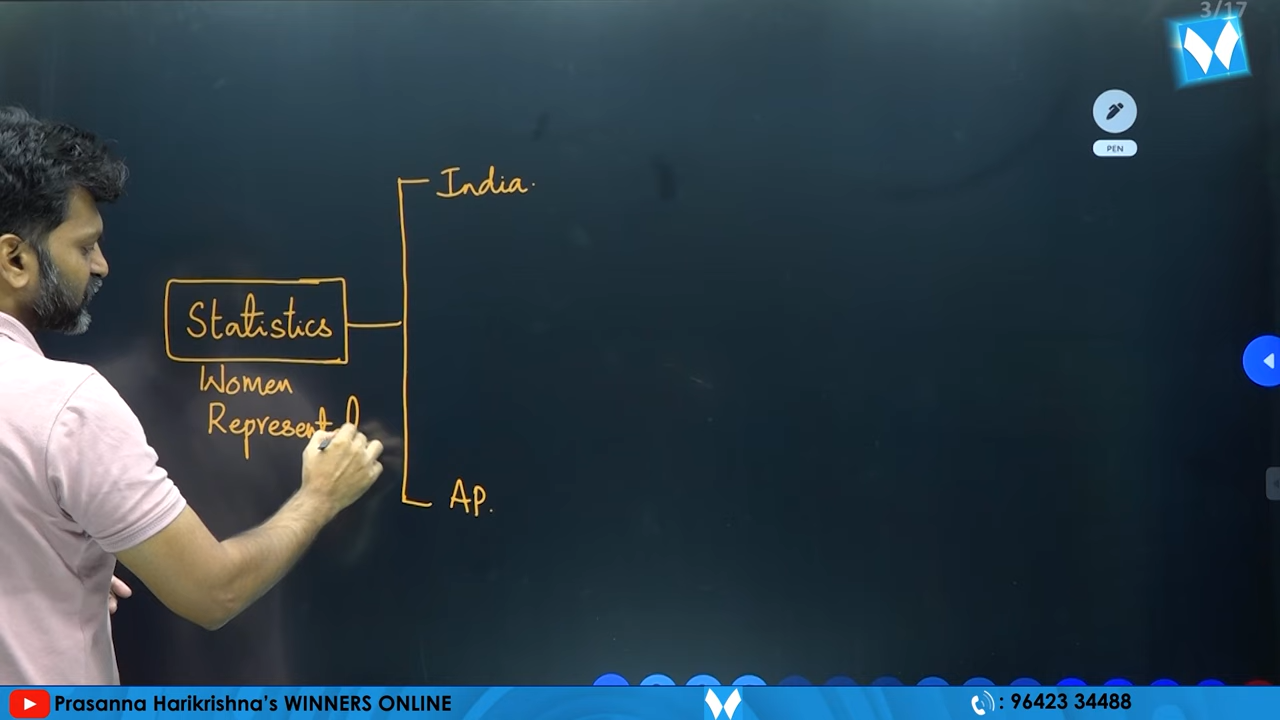 3/17
PEN
India.
Statistics
Women
Represent
AP.
Prasanna Harikrishna's WINNERS ONLINE
: 96423 34488